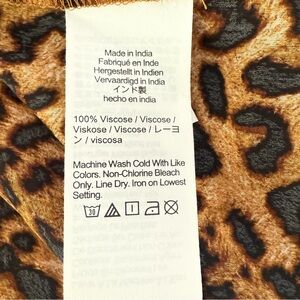 Made in India
Fabriqué en Inde
Hergestellt in Indien
Vervaardigd in India
インド製
hecho en india
100% Viscose / Viscose /
Viskose / Viscose / レーヨ
ン / viscosa
Machine Wash Cold With Like
Colors. Non-Chlorine Bleach
Only. Line Dry. Iron on Lowest
Setting.
30